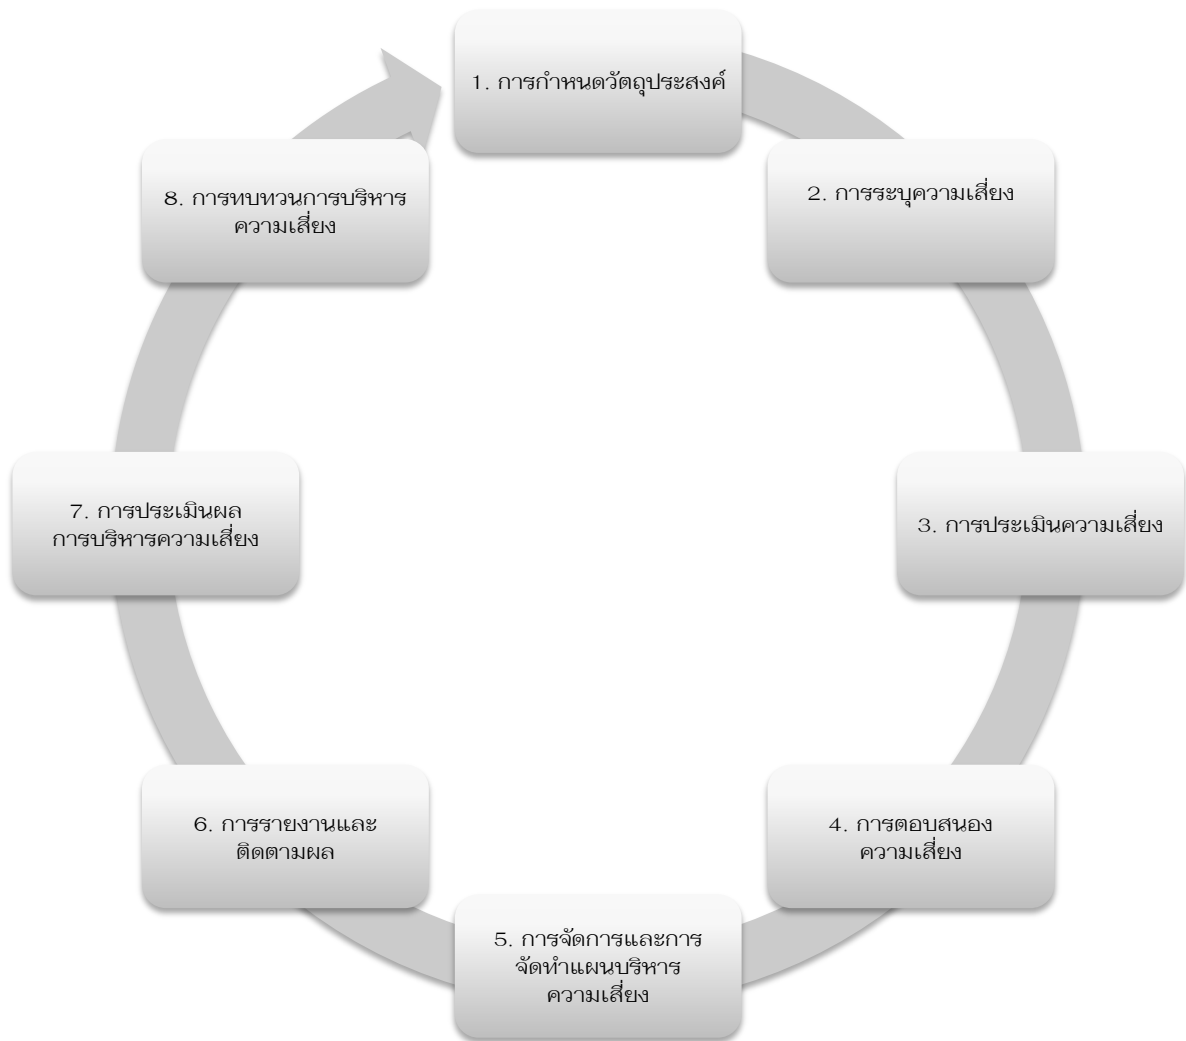 1. การกำหนดวัตถุประสงค์
2. การระบุความเสี่ยง
3. การประเมินความเสี่ยง
4. การตอบสนอง
ความเสี่ยง
5. การจัดการและการ
จัดทำแผนบริหาร
ความเสี่ยง
6. การรายงานและ
ติดตามผล
7. การประเมินผล
การบริหารความเสี่ยง
8. การทบทวนการบริหาร
ความเสี่ยง